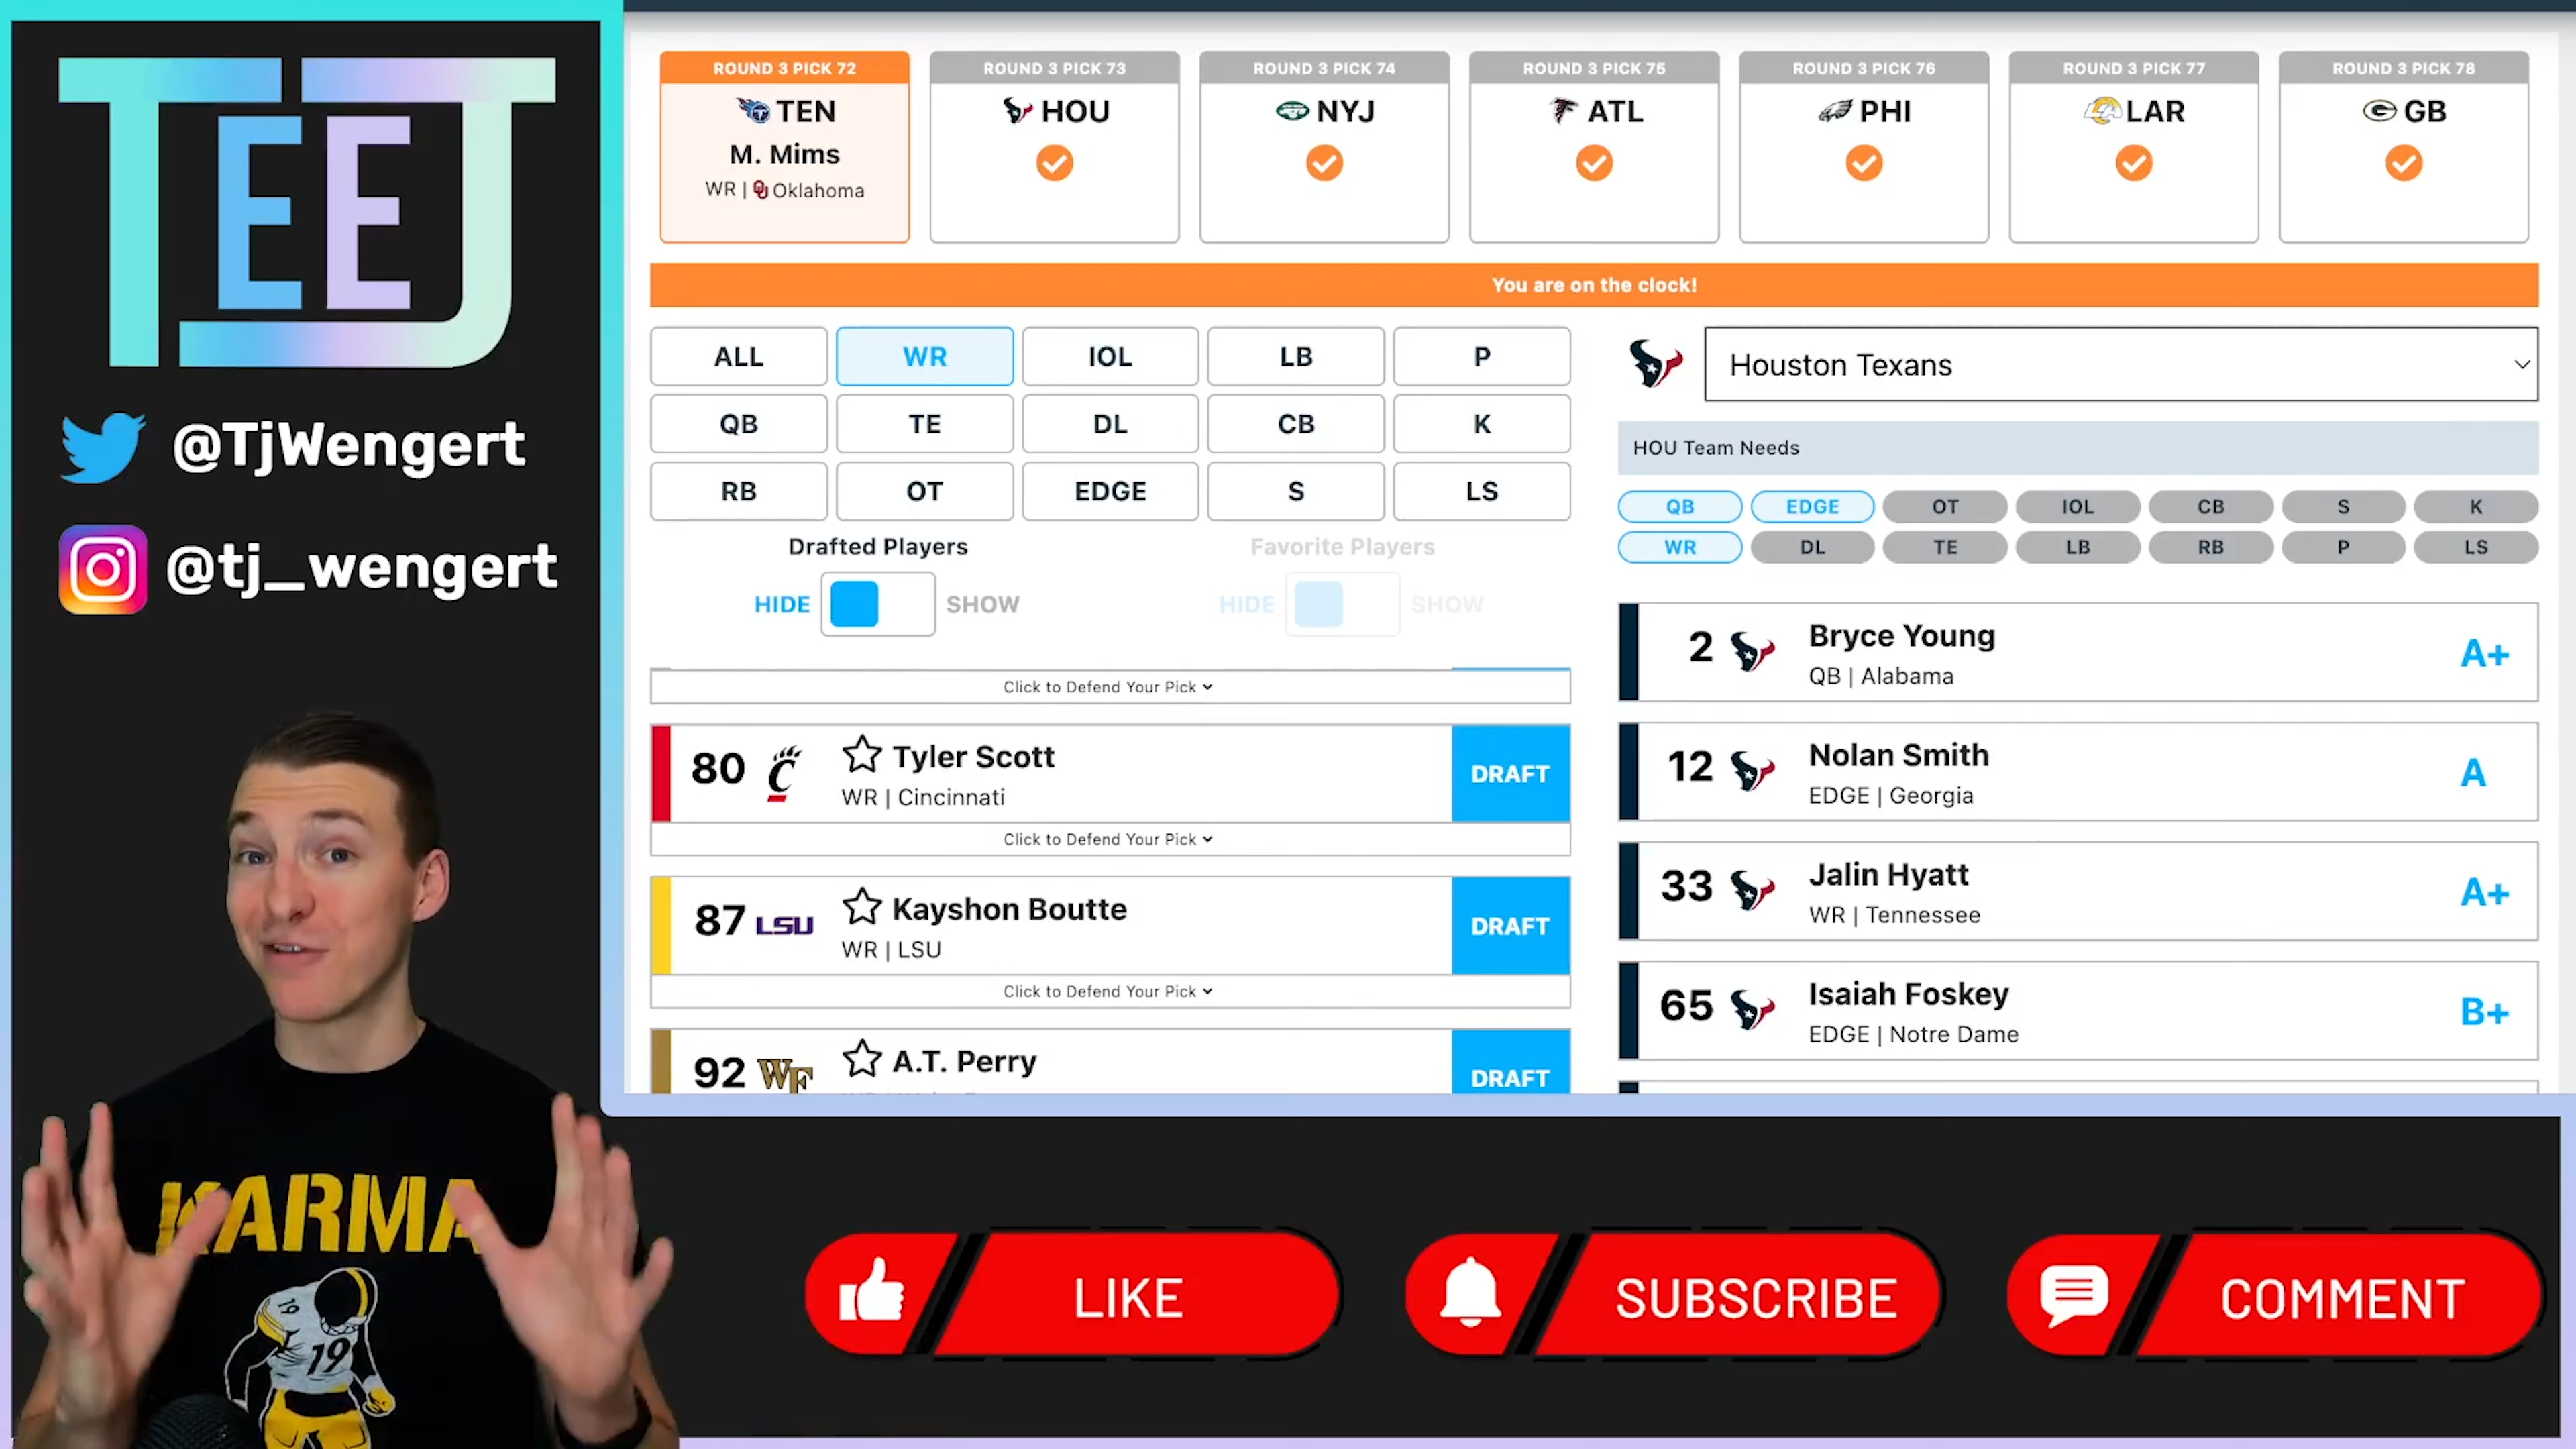 TEEJ
@TjWengert
@tj_wengert
KARMA
19
19
ROUND 3 PICK 72
TEN
M. Mims
WR | OU Oklahoma
ROUND 3 PICK 73
HOU
ROUND 3 PICK 74
NYJ
ROUND 3 PICK 75
ATL
ROUND 3 PICK 76
PHI
ROUND 3 PICK 77
LAR
ROUND 3 PICK 78
GB
You are on the clock!
ALL
WR
IOL
LB
P
QB
TE
DL
CB
K
RB
OT
EDGE
S
LS
Drafted Players
HIDE
SHOW
Favorite Players
HIDE
SHOW
Click to Defend Your Pick
80
Tyler Scott
WR | Cincinnati
DRAFT
Click to Defend Your Pick
87
LSU
Kayshon Boutte
WR | LSU
DRAFT
Click to Defend Your Pick
92
WF
A.T. Perry
DRAFT
Houston Texans
HOU Team Needs
QB
EDGE
OT
IOL
CB
S
K
WR
DL
TE
LB
RB
P
LS
2
Bryce Young
QB | Alabama
A+
12
Nolan Smith
EDGE | Georgia
A
33
Jalin Hyatt
WR | Tennessee
A+
65
Isaiah Foskey
EDGE | Notre Dame
B+
LIKE
SUBSCRIBE
COMMENT